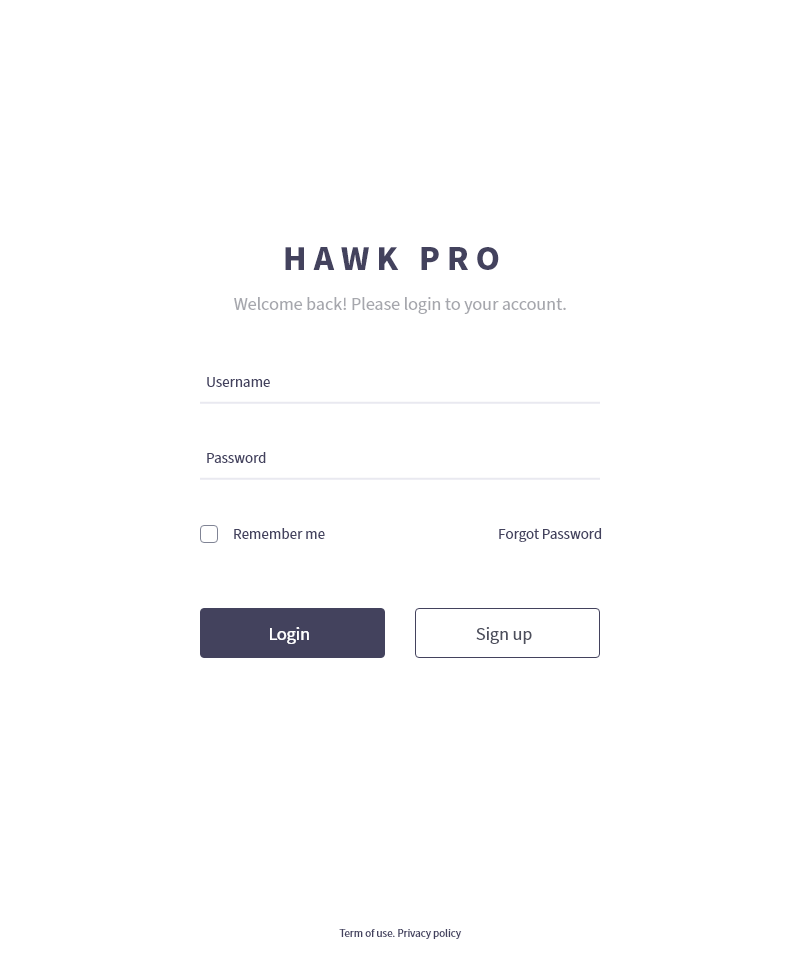 HAWK PRO
Welcome back! Please login to your account.
Username
Password
Remember me Forgot Password
Login Sign up
Term of use. Privacy policy